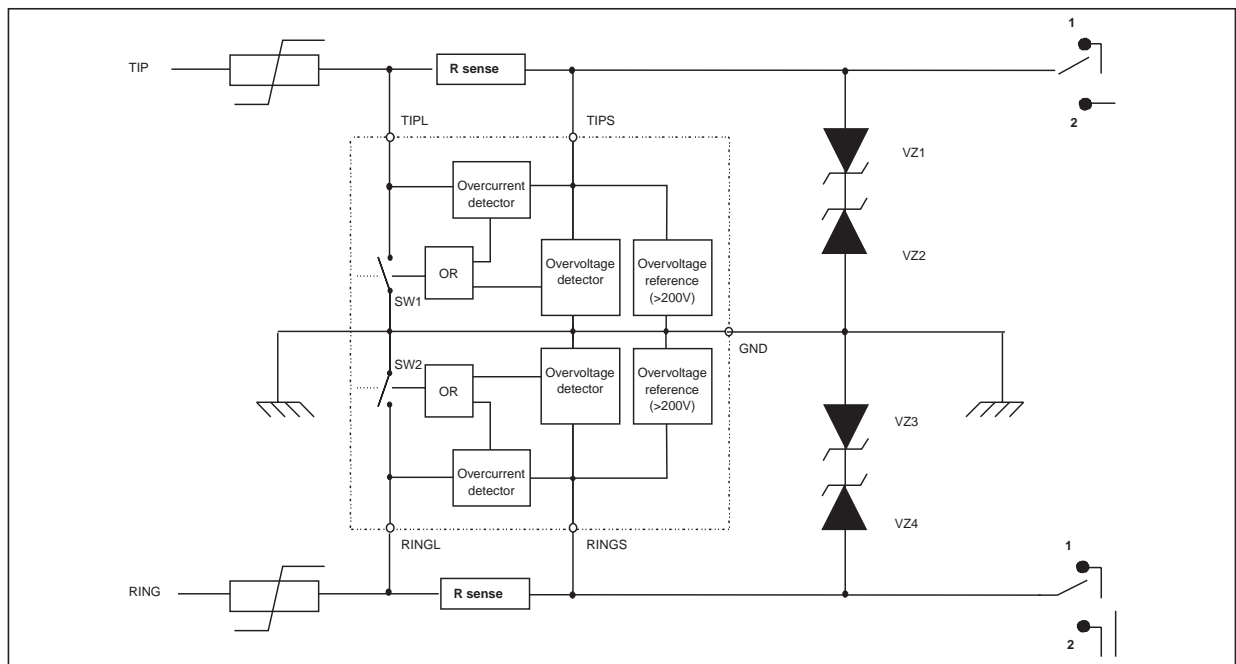 1
TIP
R sense
2
TIPL
TIPS
VZ1
Overcurrent
detector
VZ2
OR
Overvoltage
detector
Overvoltage
reference
(>200V)
SW1
GND
SW2
OR
Overvoltage
detector
Overvoltage
reference
(>200V)
VZ3
Overcurrent
detector
VZ4
RINGL
RINGS
1
RING
R sense
2